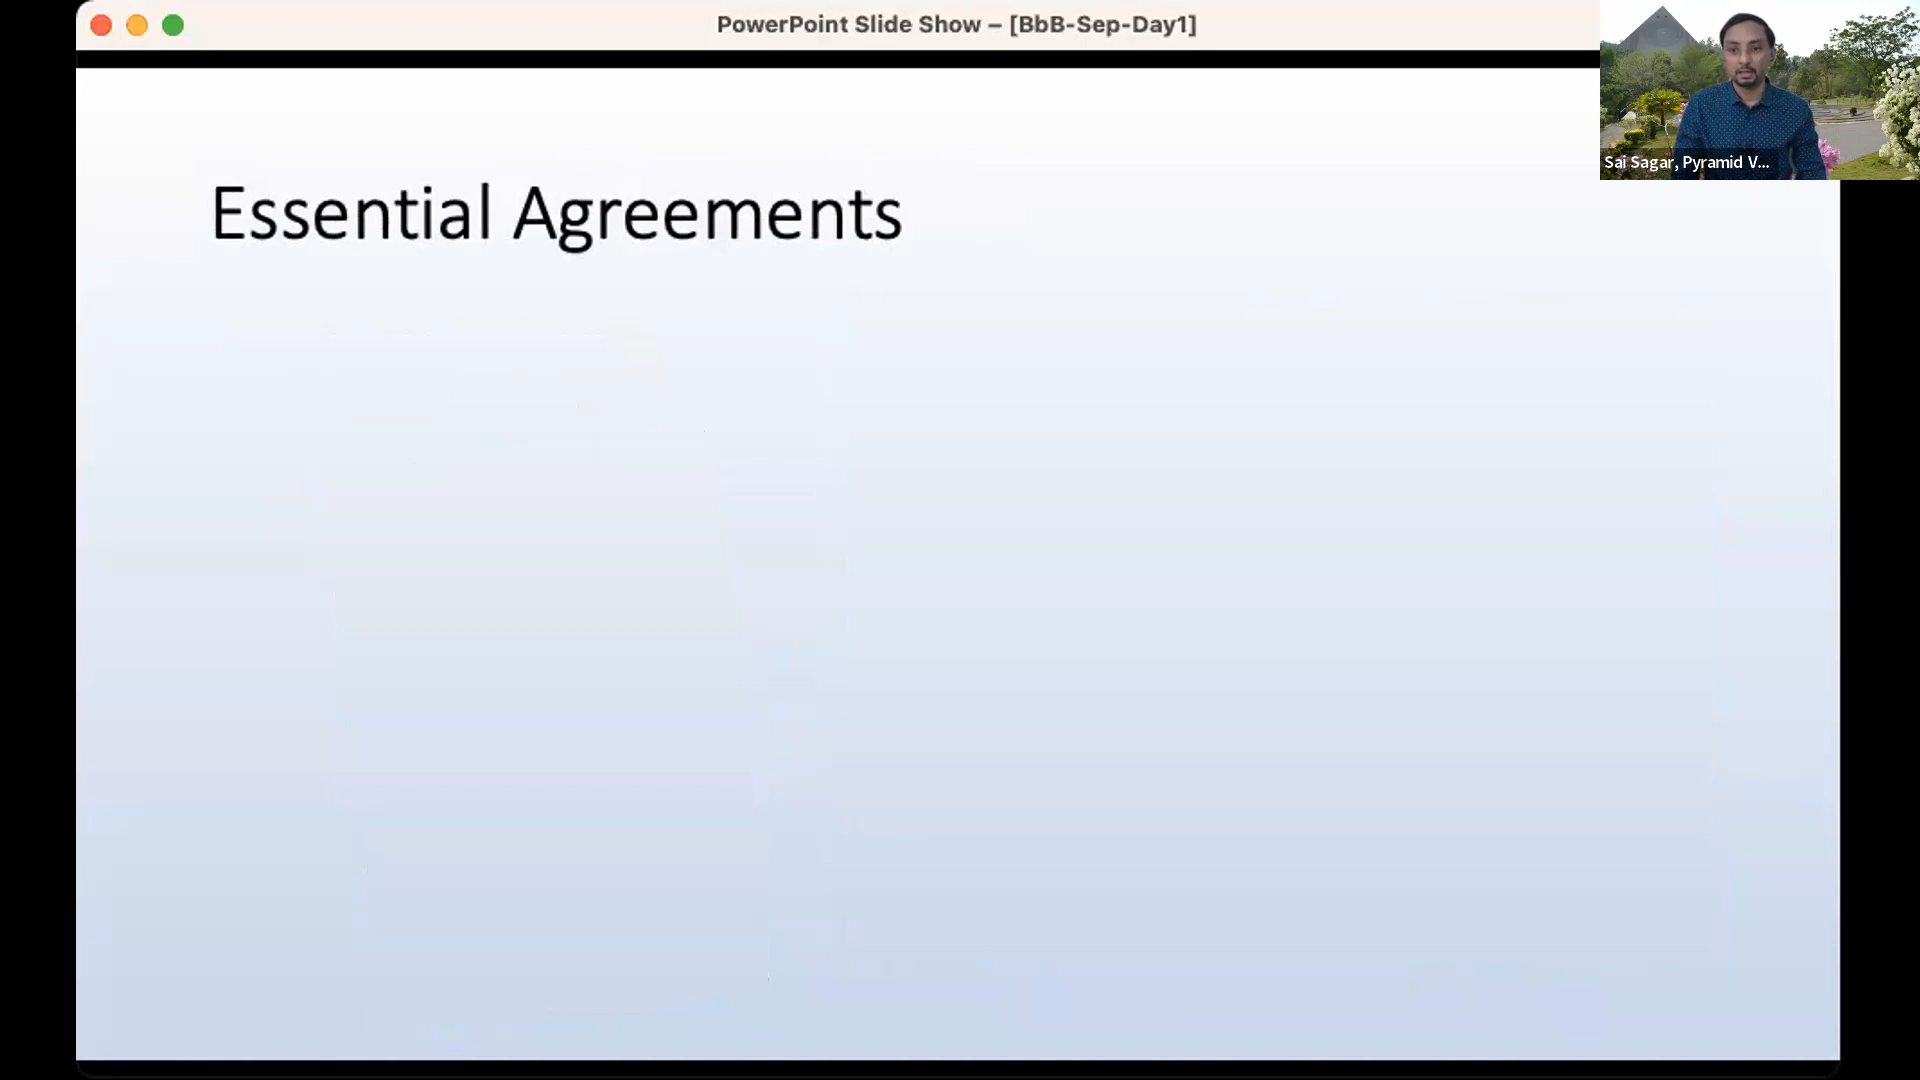 PowerPoint Slide Show – [BbB-Sep-Day1]
Sai Sagar, Pyramid V...
Essential Agreements